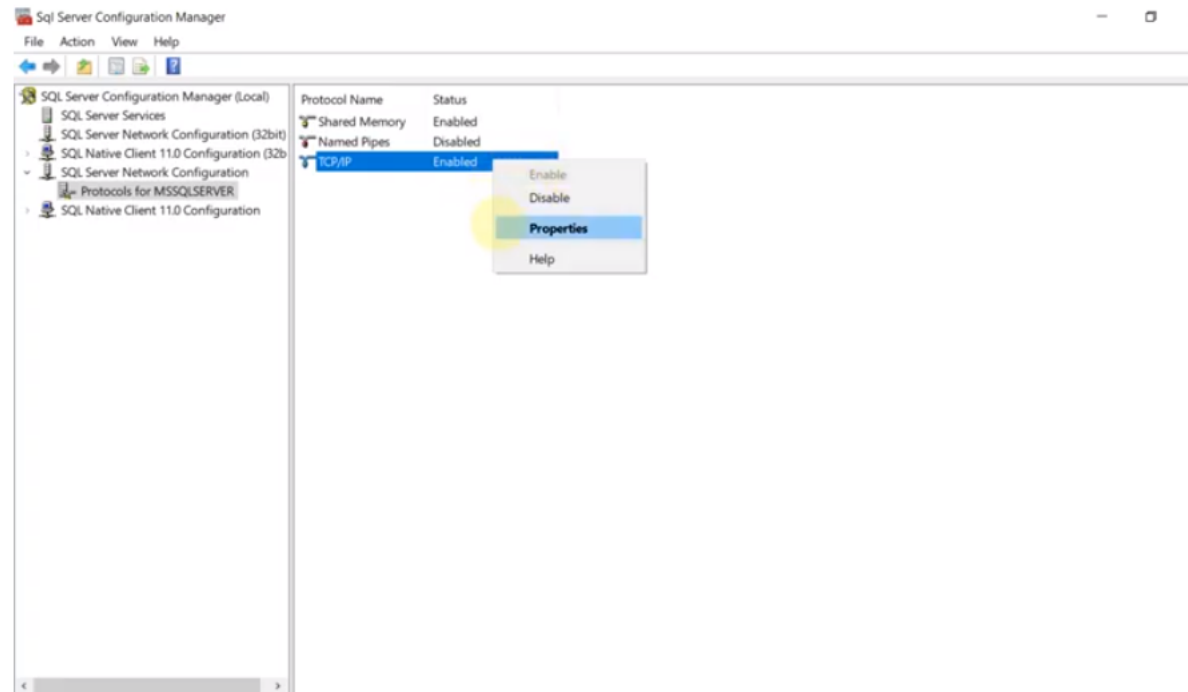 Sql Server Configuration Manager
File Action View Help
SQL Server Configuration Manager (Local)
SQL Server Services
SQL Server Network Configuration (32bit)
SQL Native Client 11.0 Configuration (32b
SQL Server Network Configuration
Protocols for MSSQLSERVER
SQL Native Client 11.0 Configuration
Protocol Name Status
Shared Memory Enabled
Named Pipes Disabled
TCP/IP Enabled
Enable
Disable
Properties
Help